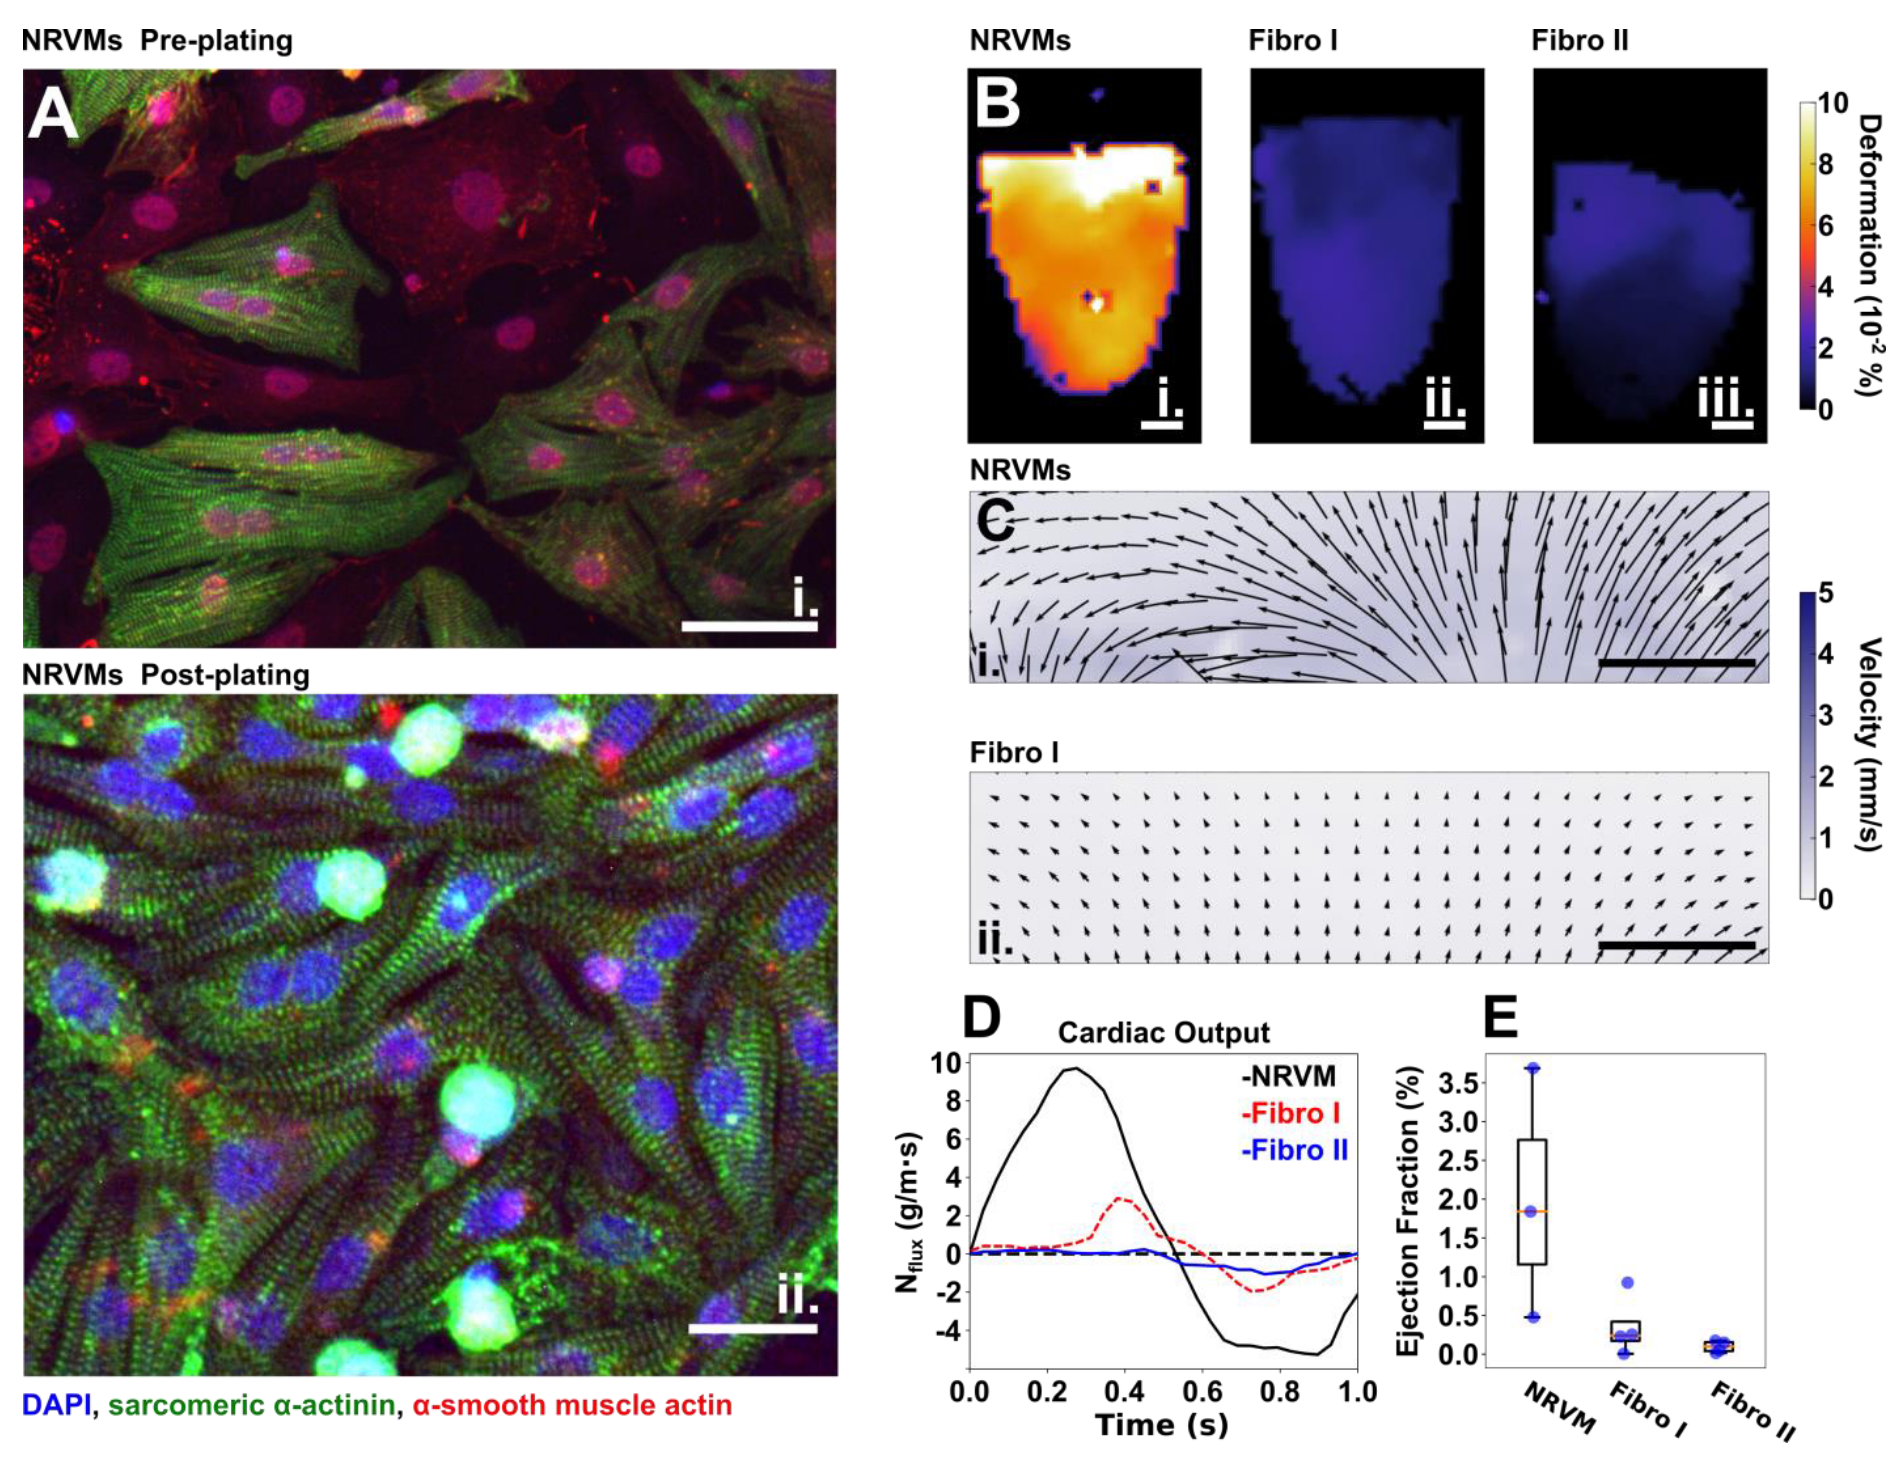 NRVMs Pre-plating
A
i.
NRVMs Post-plating
ii.
DAPI, sarcomeric α-actinin, α-smooth muscle actin
NRVMs
Fibro I
Fibro II
B
i.
ii.
iii.
10
8
6
4
2
0
Deformation (10-2 %)
NRVMs
C
i.
Fibro I
ii.
5
4
3
2
1
0
Velocity (mm/s)
D
Cardiac Output
-NRVM
-Fibro I
-Fibro II
10
8
6
4
2
0
-2
-4
Nflux (g/m·s)
0.0 0.2 0.4 0.6 0.8 1.0
Time (s)
E
3.5
3.0
2.5
2.0
1.5
1.0
0.5
0.0
Ejection Fraction (%)
NRVM
Fibro I
Fibro II